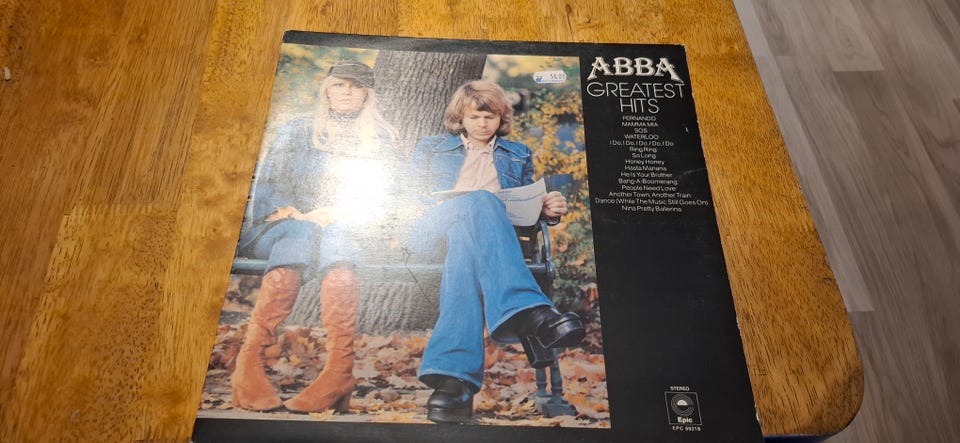 ABBA
GREATEST
HITS
FERNANDO
MAMMA MIA
SOS
WATERLOO
I Do, I Do, I Do, I Do, I Do
Ring Ring
So Long
Honey Honey
Hasta Manana
He Is Your Brother
Bang-A-Boomerang
People Need Love
Another Town, Another Train
Dance (While The Music Still Goes On)
Nina Pretty Ballerina.
STEREO
Epic
EPC 69218